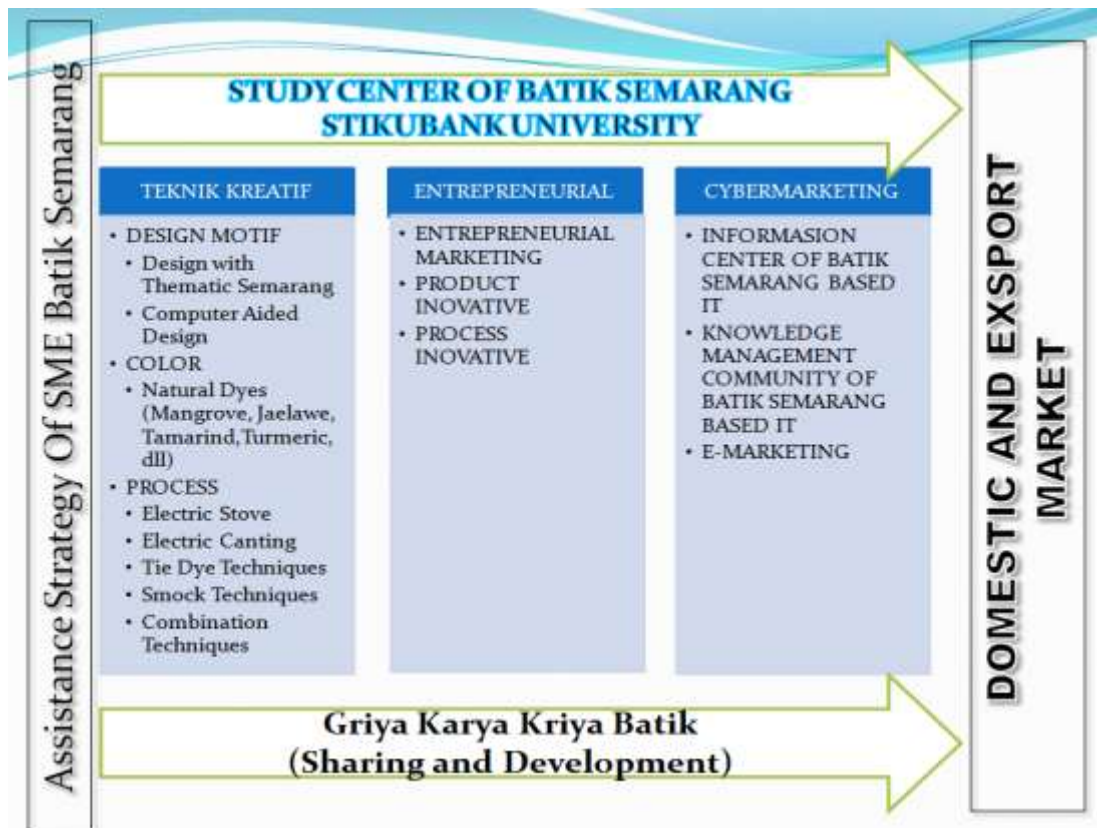 Assistance Strategy Of SME Batik Semarang
STUDY CENTER OF BATIK SEMARANG
STIKUBANK UNIVERSITY
TEKNIK KREATIF
• DESIGN MOTIF
• Design with
Thematic Semarang
• Computer Aided
Design
• COLOR
• Natural Dyes
(Mangrove, Jaelawe,
Tamarind,Turmeric,
dll)
• PROCESS
• Electric Stove
• Electric Canting
• Tie Dye Techniques
• Smock Techniques
• Combination
Techniques
ENTREPRENEURIAL
• ENTREPRENEURIAL
MARKETING
• PRODUCT
INOVATIVE
• PROCESS
INOVATIVE
CYBERMARKETING
• INFORMASION
CENTER OF BATIK
SEMARANG BASED
IT
• KNOWLEDGE
MANAGEMENT
COMMUNITY OF
BATIK SEMARANG
BASED IT
• E-MARKETING
Griya Karya Kriya Batik
(Sharing and Development)
DOMESTIC AND EXSPORT
MARKET